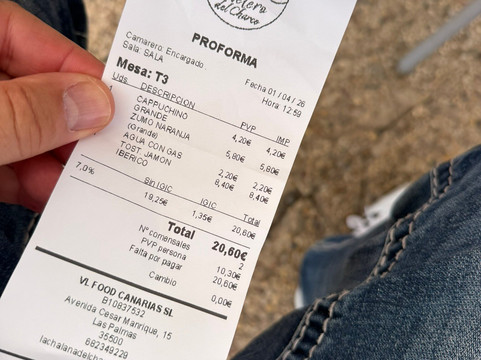 del Charco
PROFORMA
Camarero: Encargado
Sala: SALA
Fecha 01/04/26
Mesa: T3
Hora: 12:59
Uds. DESCRIPCION PVP IMP
CAPPUCHINO GRANDE 4,20€ 4,20€
ZUMO NARANJA (Grande) 5,80€ 5,80€
AGUA CON GAS 2,20€ 2,20€
TOST. JAMON IBERICO 8,40€ 8,40€
Sin IGIC IGIC Total
7,0% 19,25€ 1,35€ 20,60€
Total 20,60€
Nº comensales 2
PVP persona 10,30€
Falta por pagar 20,60€
Cambio 0,00€
VL FOOD CANARIAS SL
B10837532
Avenida Cesar Manrique, 15
Las Palmas
35500
682349229